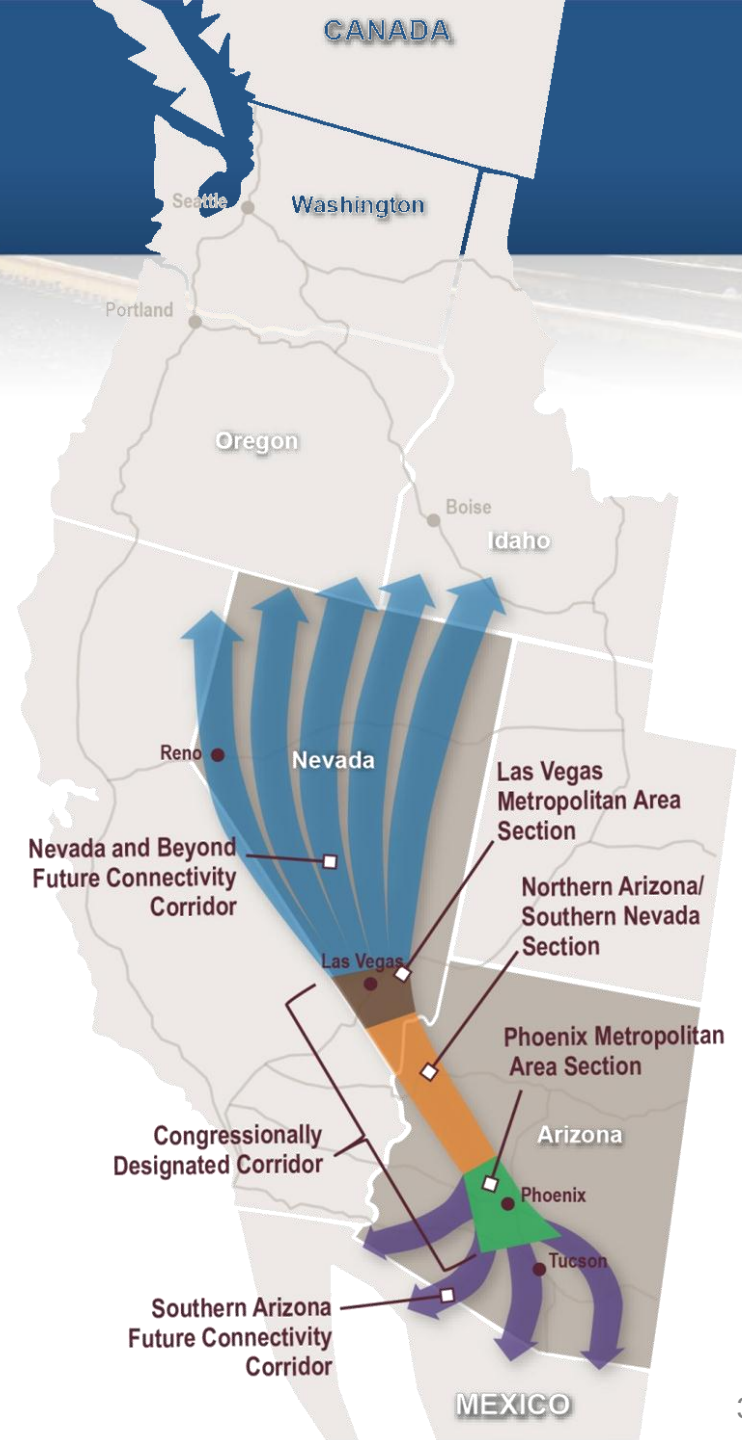 CANADA
Seattle
Washington
Portland
Oregon
Boise
Idaho
Reno
Nevada
Las Vegas
Metropolitan Area
Section
Nevada and Beyond
Future Connectivity
Corridor
Northern Arizona/
Southern Nevada
Section
Las Vegas
Phoenix Metropolitan
Area Section
Congressionally
Designated Corridor
Arizona
Phoenix
Tucson
Southern Arizona
Future Connectivity
Corridor
MEXICO
3